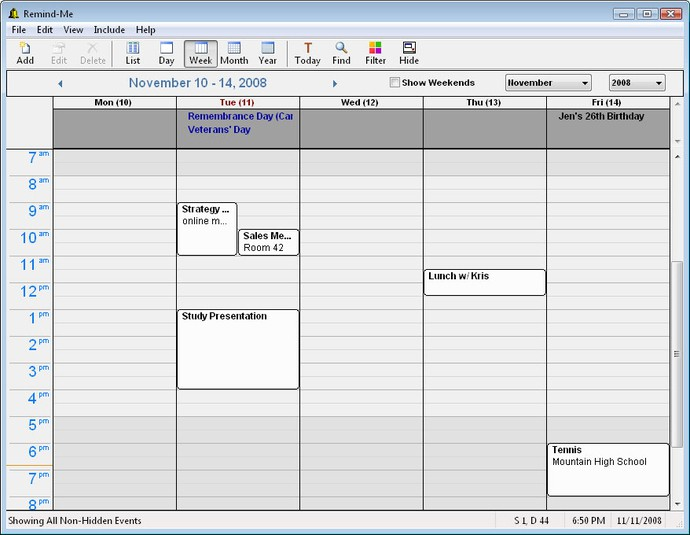 Remind-Me
File Edit View Include Help
Add Edit Delete List Day Week Month Year Today Find Filter Hide
November 10 - 14, 2008 Show Weekends November 2008
Mon (10) Tue (11) Wed (12) Thu (13) Fri (14)
Remembrance Day (Car Jen's 26th Birthday
Veterans' Day
7 am
8 am
9 am Strategy ...
online m...
10 am Sales Me...
Room 42
11 am Lunch w/ Kris
12 pm
1 pm Study Presentation
2 pm
3 pm
4 pm
5 pm
6 pm Tennis
Mountain High School
7 pm
8 pm
Showing All Non-Hidden Events S 1, D 44 6:50 PM 11/11/2008